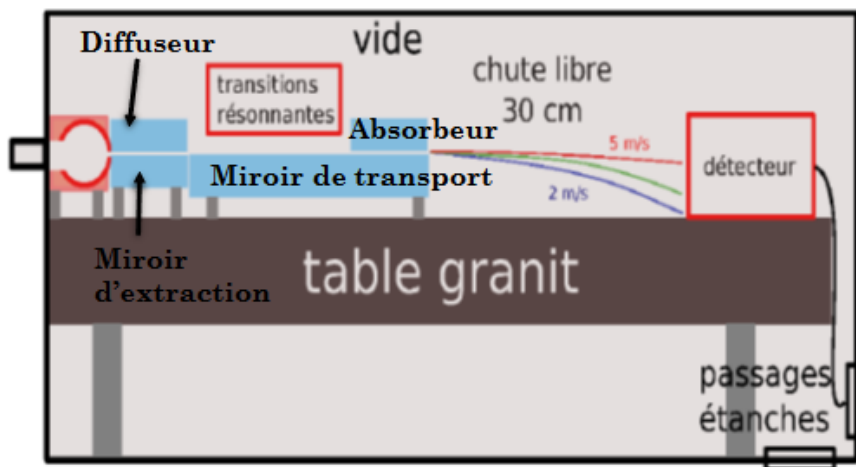 Diffuseur
vide
transitions
résonnantes
chute libre
30 cm
Absorbeur
5 m/s
Miroir de transport
2 m/s
détecteur
Miroir
d'extraction
table granit
passages
étanches